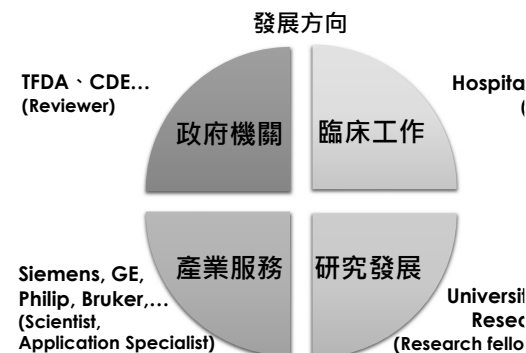 發展方向
TFDA、CDE…
(Reviewer)
政府機關
臨床工作
Siemens, GE,
Philip, Bruker,…
(Scientist,
Application Specialist)
產業服務
研究發展
(Research